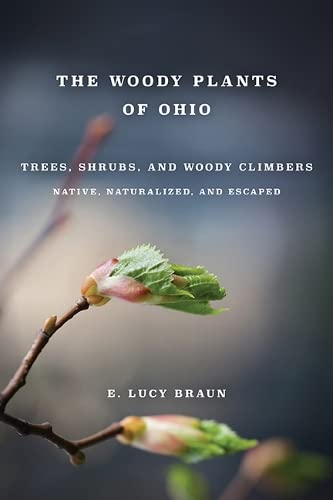 THE WOODY PLANTS
OF OHIO
TREES, SHRUBS, AND WOODY CLIMBERS
NATIVE, NATURALIZED, AND ESCAPED
E. LUCY BRAUN